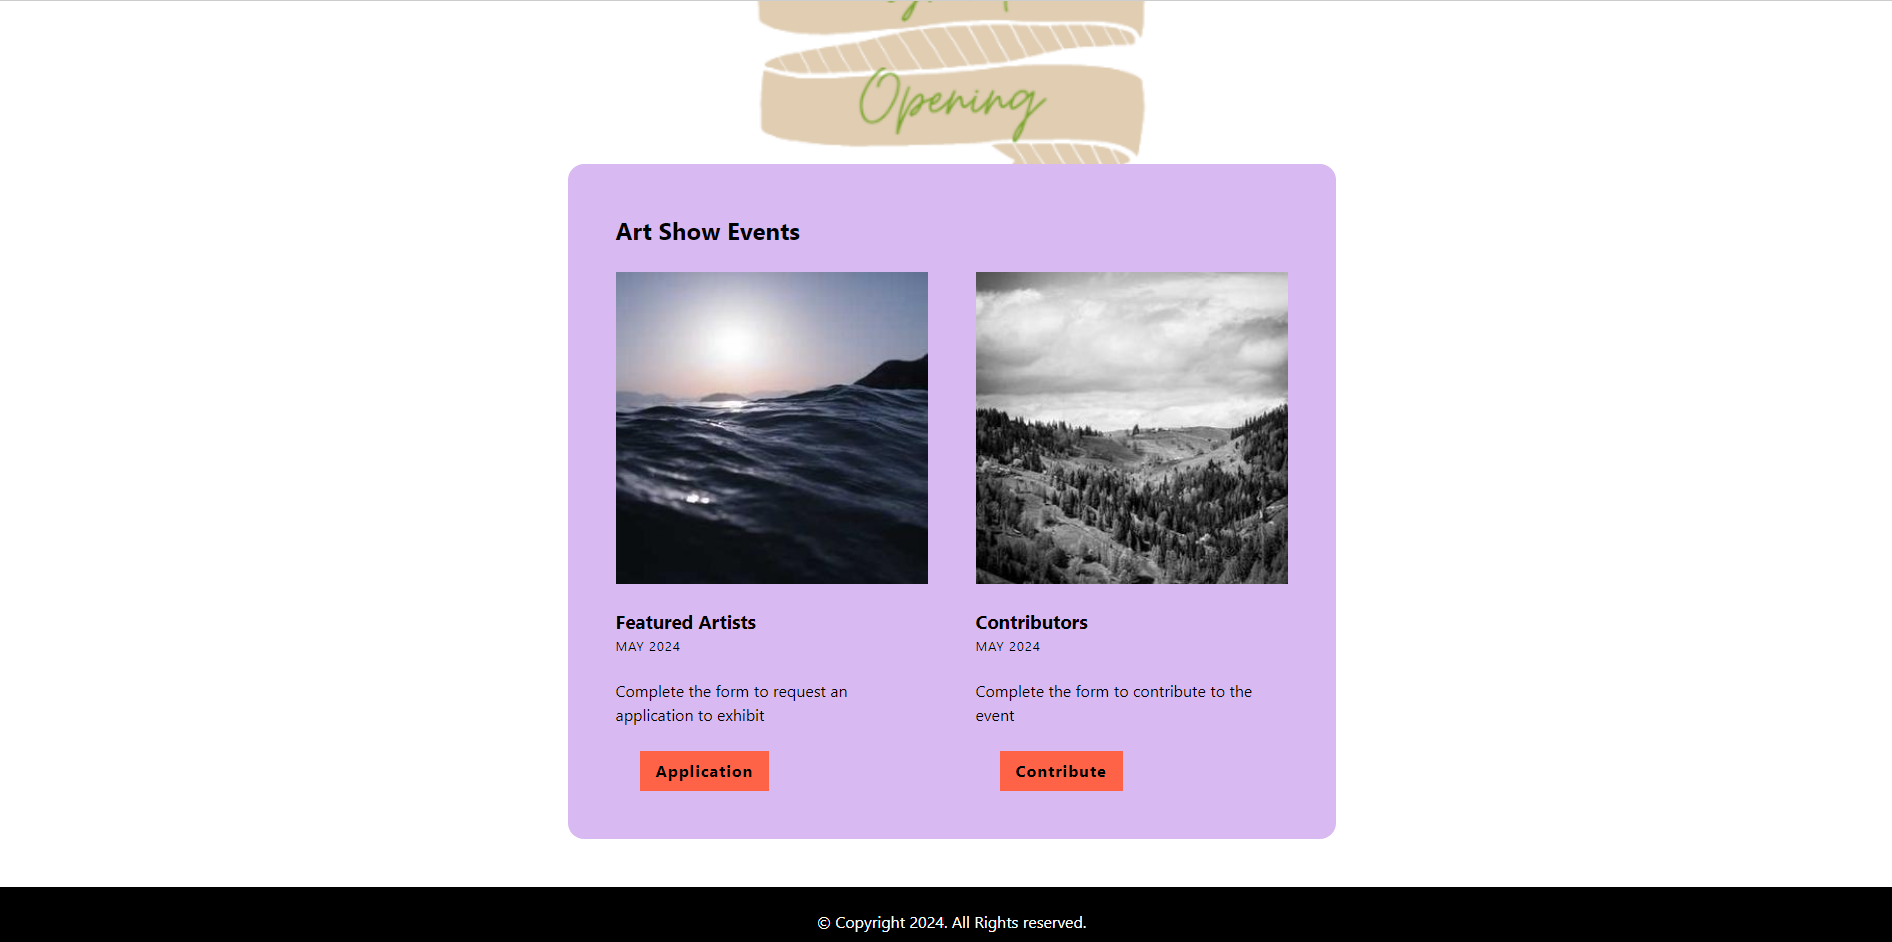 Opening
Art Show Events
Featured Artists
MAY 2024
Complete the form to request an
application to exhibit
Application
Contributors
MAY 2024
Complete the form to contribute to the
event
Contribute
© Copyright 2024. All Rights reserved.